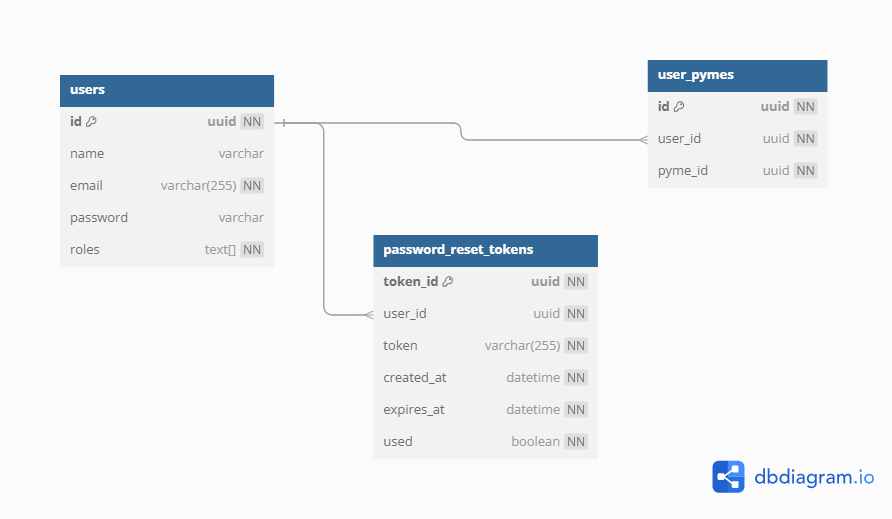 users
id uuid NN
name varchar
email varchar(255) NN
password varchar
roles text[] NN
user_pymes
id uuid NN
user_id uuid NN
pyme_id uuid NN
password_reset_tokens
token_id uuid NN
user_id uuid NN
token varchar(255) NN
created_at datetime NN
expires_at datetime NN
used boolean NN
dbdiagram.io